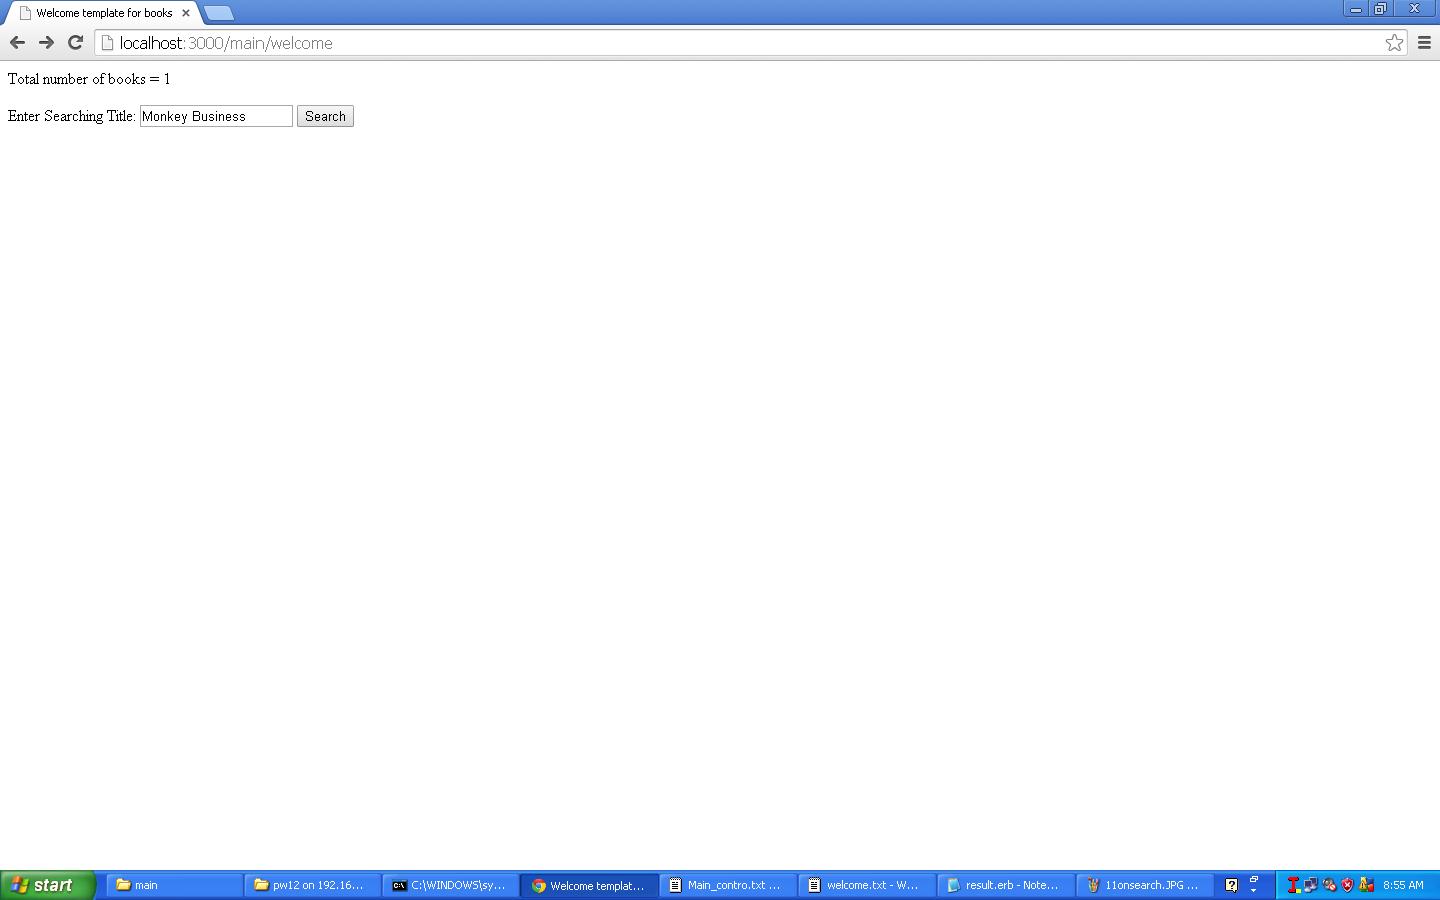 Welcome template for books
localhost:3000/main/welcome
Total number of books = 1
Enter Searching Title: Monkey Business Search
start main pw12 on 192.16... C:\WINDOWS\sy... Welcome templat... Main_contro.txt ... welcome.txt - W... result.erb - Note... 11onsearch.JPG ... 8:55 AM